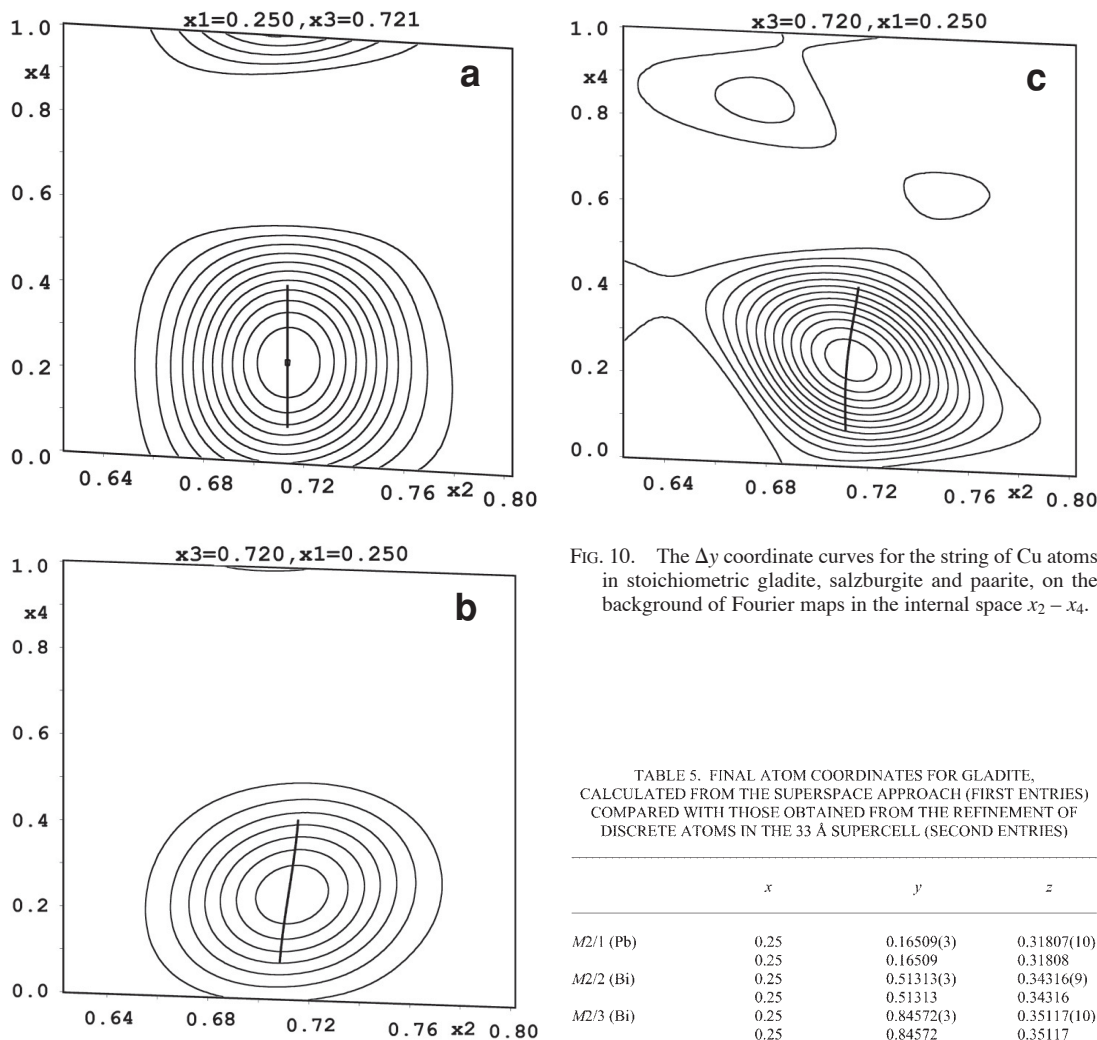 x1=0.250,x3=0.721
1.0
x4
a
0.8
0.6
0.4
0.2
0.0
0.64 0.68 0.72 0.76 x2 0.80
x3=0.720,x1=0.250
1.0
x4
b
0.8
0.6
0.4
0.2
0.0
0.64 0.68 0.72 0.76 x2 0.80
x3=0.720,x1=0.250
1.0
x4
c
0.8
0.6
0.4
0.2
0.0
0.64 0.68 0.72 0.76 x2 0.80
FIG. 10. The Δy coordinate curves for the string of Cu atoms
in stoichiometric gladite, salzburgite and paarite, on the
background of Fourier maps in the internal space x2 – x4.
TABLE 5. FINAL ATOM COORDINATES FOR GLADITE,
CALCULATED FROM THE SUPERSPACE APPROACH (FIRST ENTRIES)
COMPARED WITH THOSE OBTAINED FROM THE REFINEMENT OF
DISCRETE ATOMS IN THE 33 Å SUPERCELL (SECOND ENTRIES)
x y z
M2/1 (Pb) 0.25 0.16509(3) 0.31807(10)
0.25 0.16509 0.31808
M2/2 (Bi) 0.25 0.51313(3) 0.34316(9)
0.25 0.51313 0.34316
M2/3 (Bi) 0.25 0.84572(3) 0.35117(10)
0.25 0.84572 0.35117